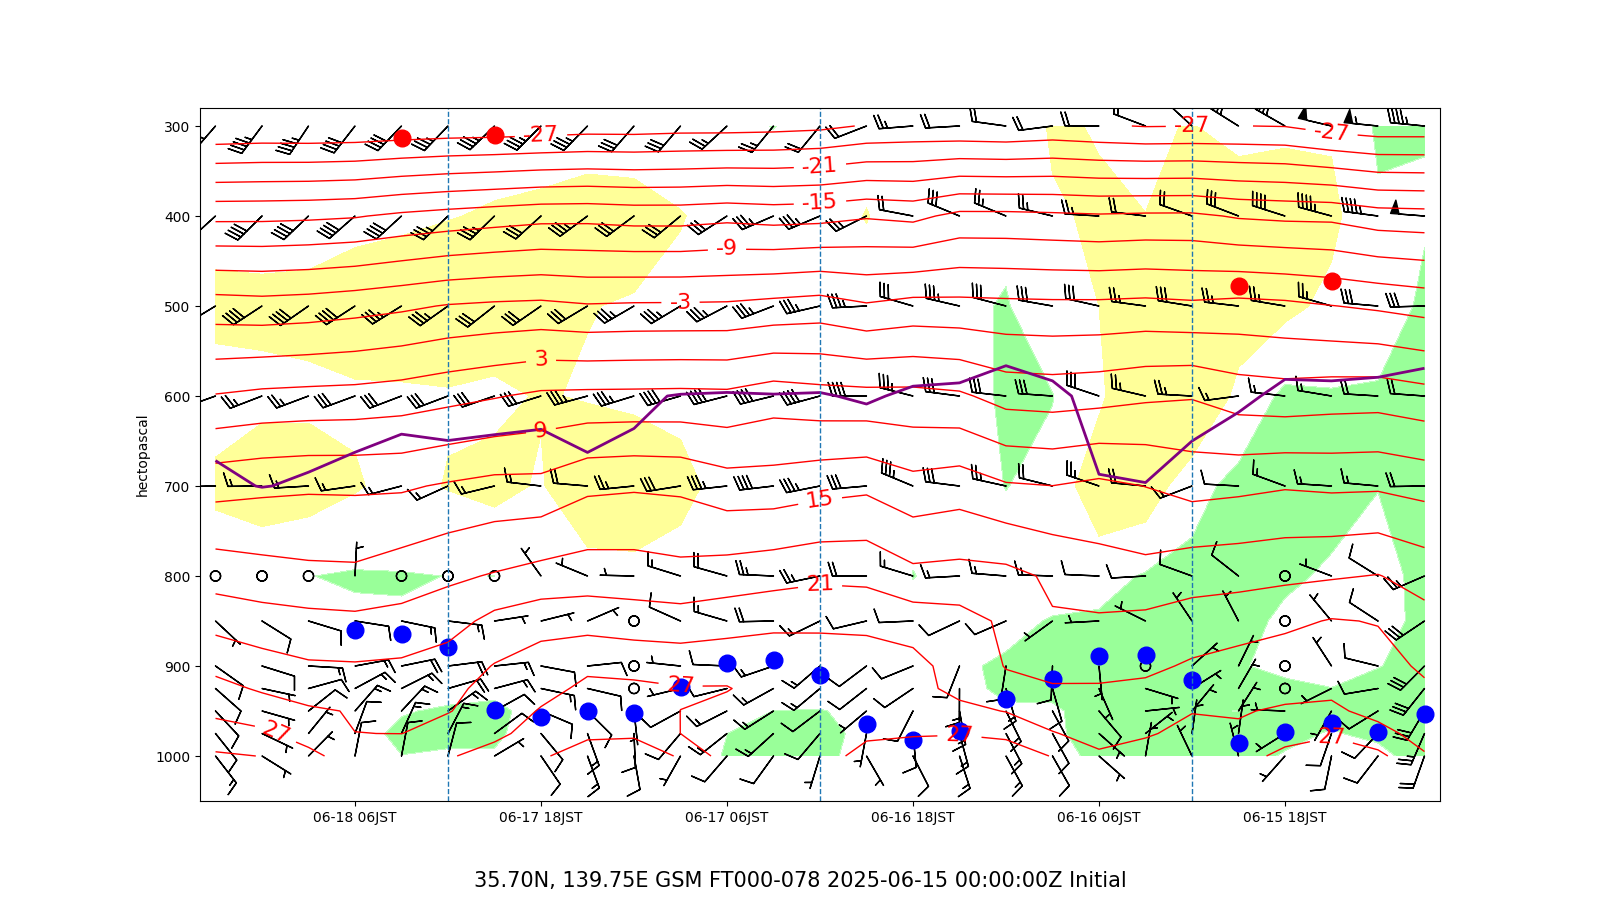 300
400
500
600
700
800
900
1000
hectopascal
-27
-27
-27
-21
-15
-9
-3
3
9
15
21
27
27
27
27
06-18 06JST
06-17 18JST
06-17 06JST
06-16 18JST
06-16 06JST
06-15 18JST
35.70N, 139.75E GSM FT000-078 2025-06-15 00:00:00Z Initial